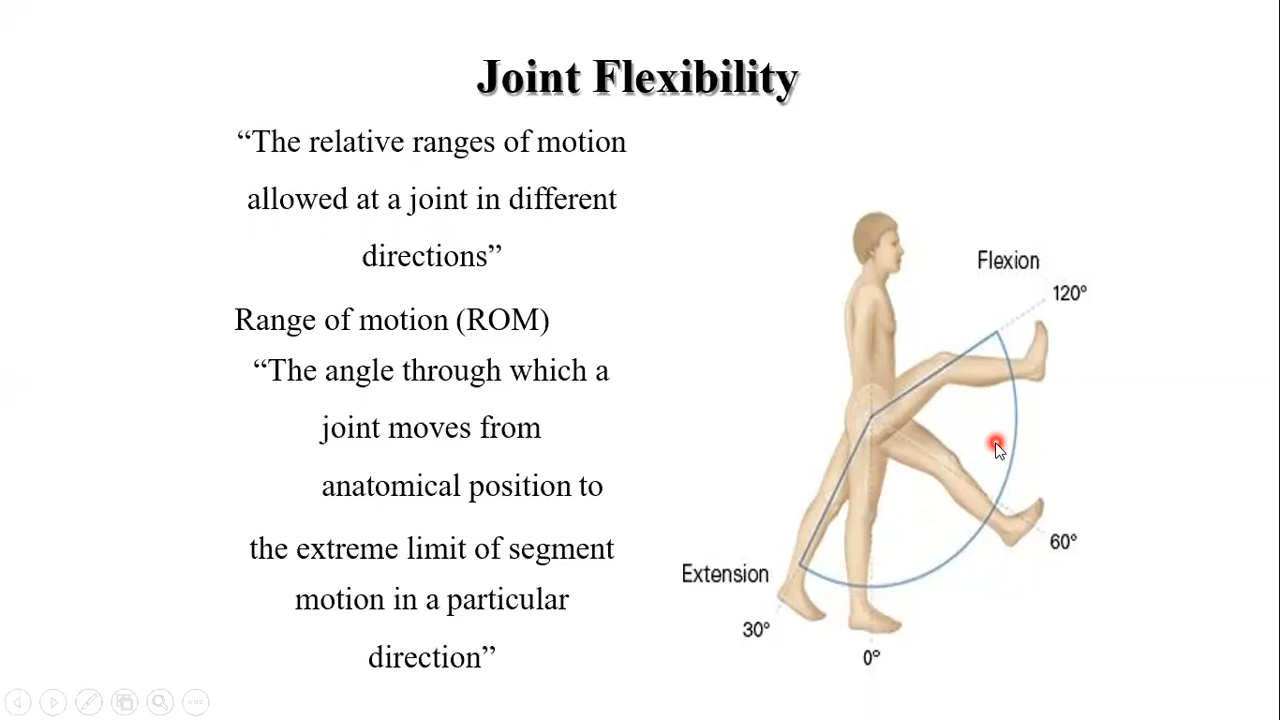 Joint Flexibility
“The relative ranges of motion
allowed at a joint in different
directions”
Range of motion (ROM)
“The angle through which a
joint moves from
anatomical position to
the extreme limit of segment
motion in a particular
direction”
Flexion
120°
60°
Extension
30°
0°